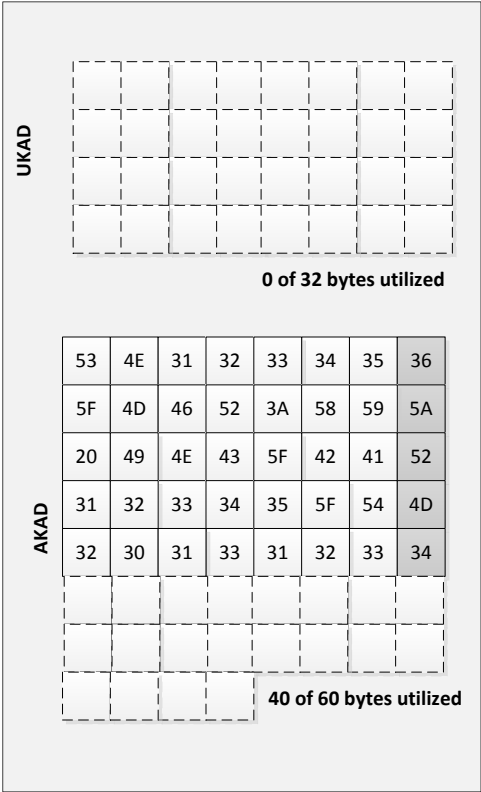 UKAD
0 of 32 bytes utilized
53 4E 31 32 33 34 35 36
5F 4D 46 52 3A 58 59 5A
20 49 4E 43 5F 42 41 52
31 32 33 34 35 5F 54 4D
32 30 31 33 31 32 33 34
AKAD
40 of 60 bytes utilized